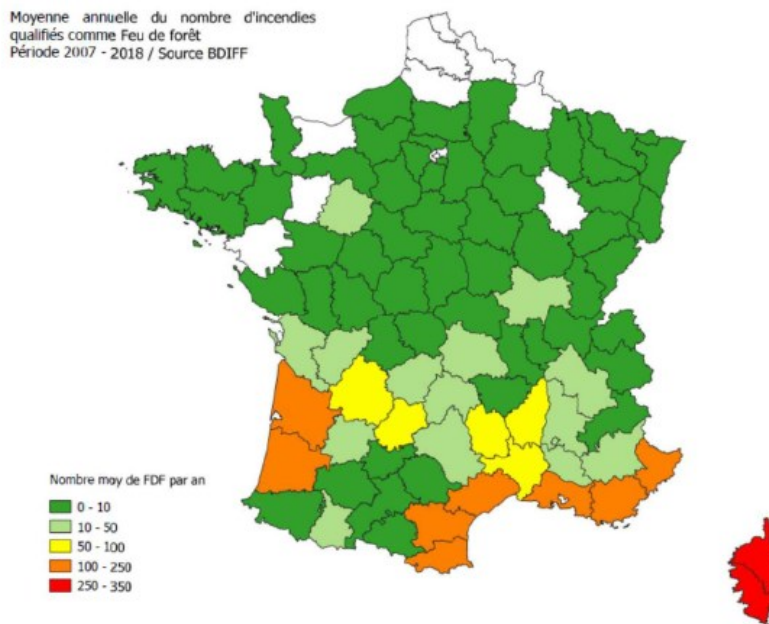 Moyenne annuelle du nombre d'incendies
qualifiés comme Feu de forêt
Période 2007 - 2018 / Source BDIFF
Nombre moy de FDF par an
0 - 10
10 - 50
50 - 100
100 - 250
250 - 350